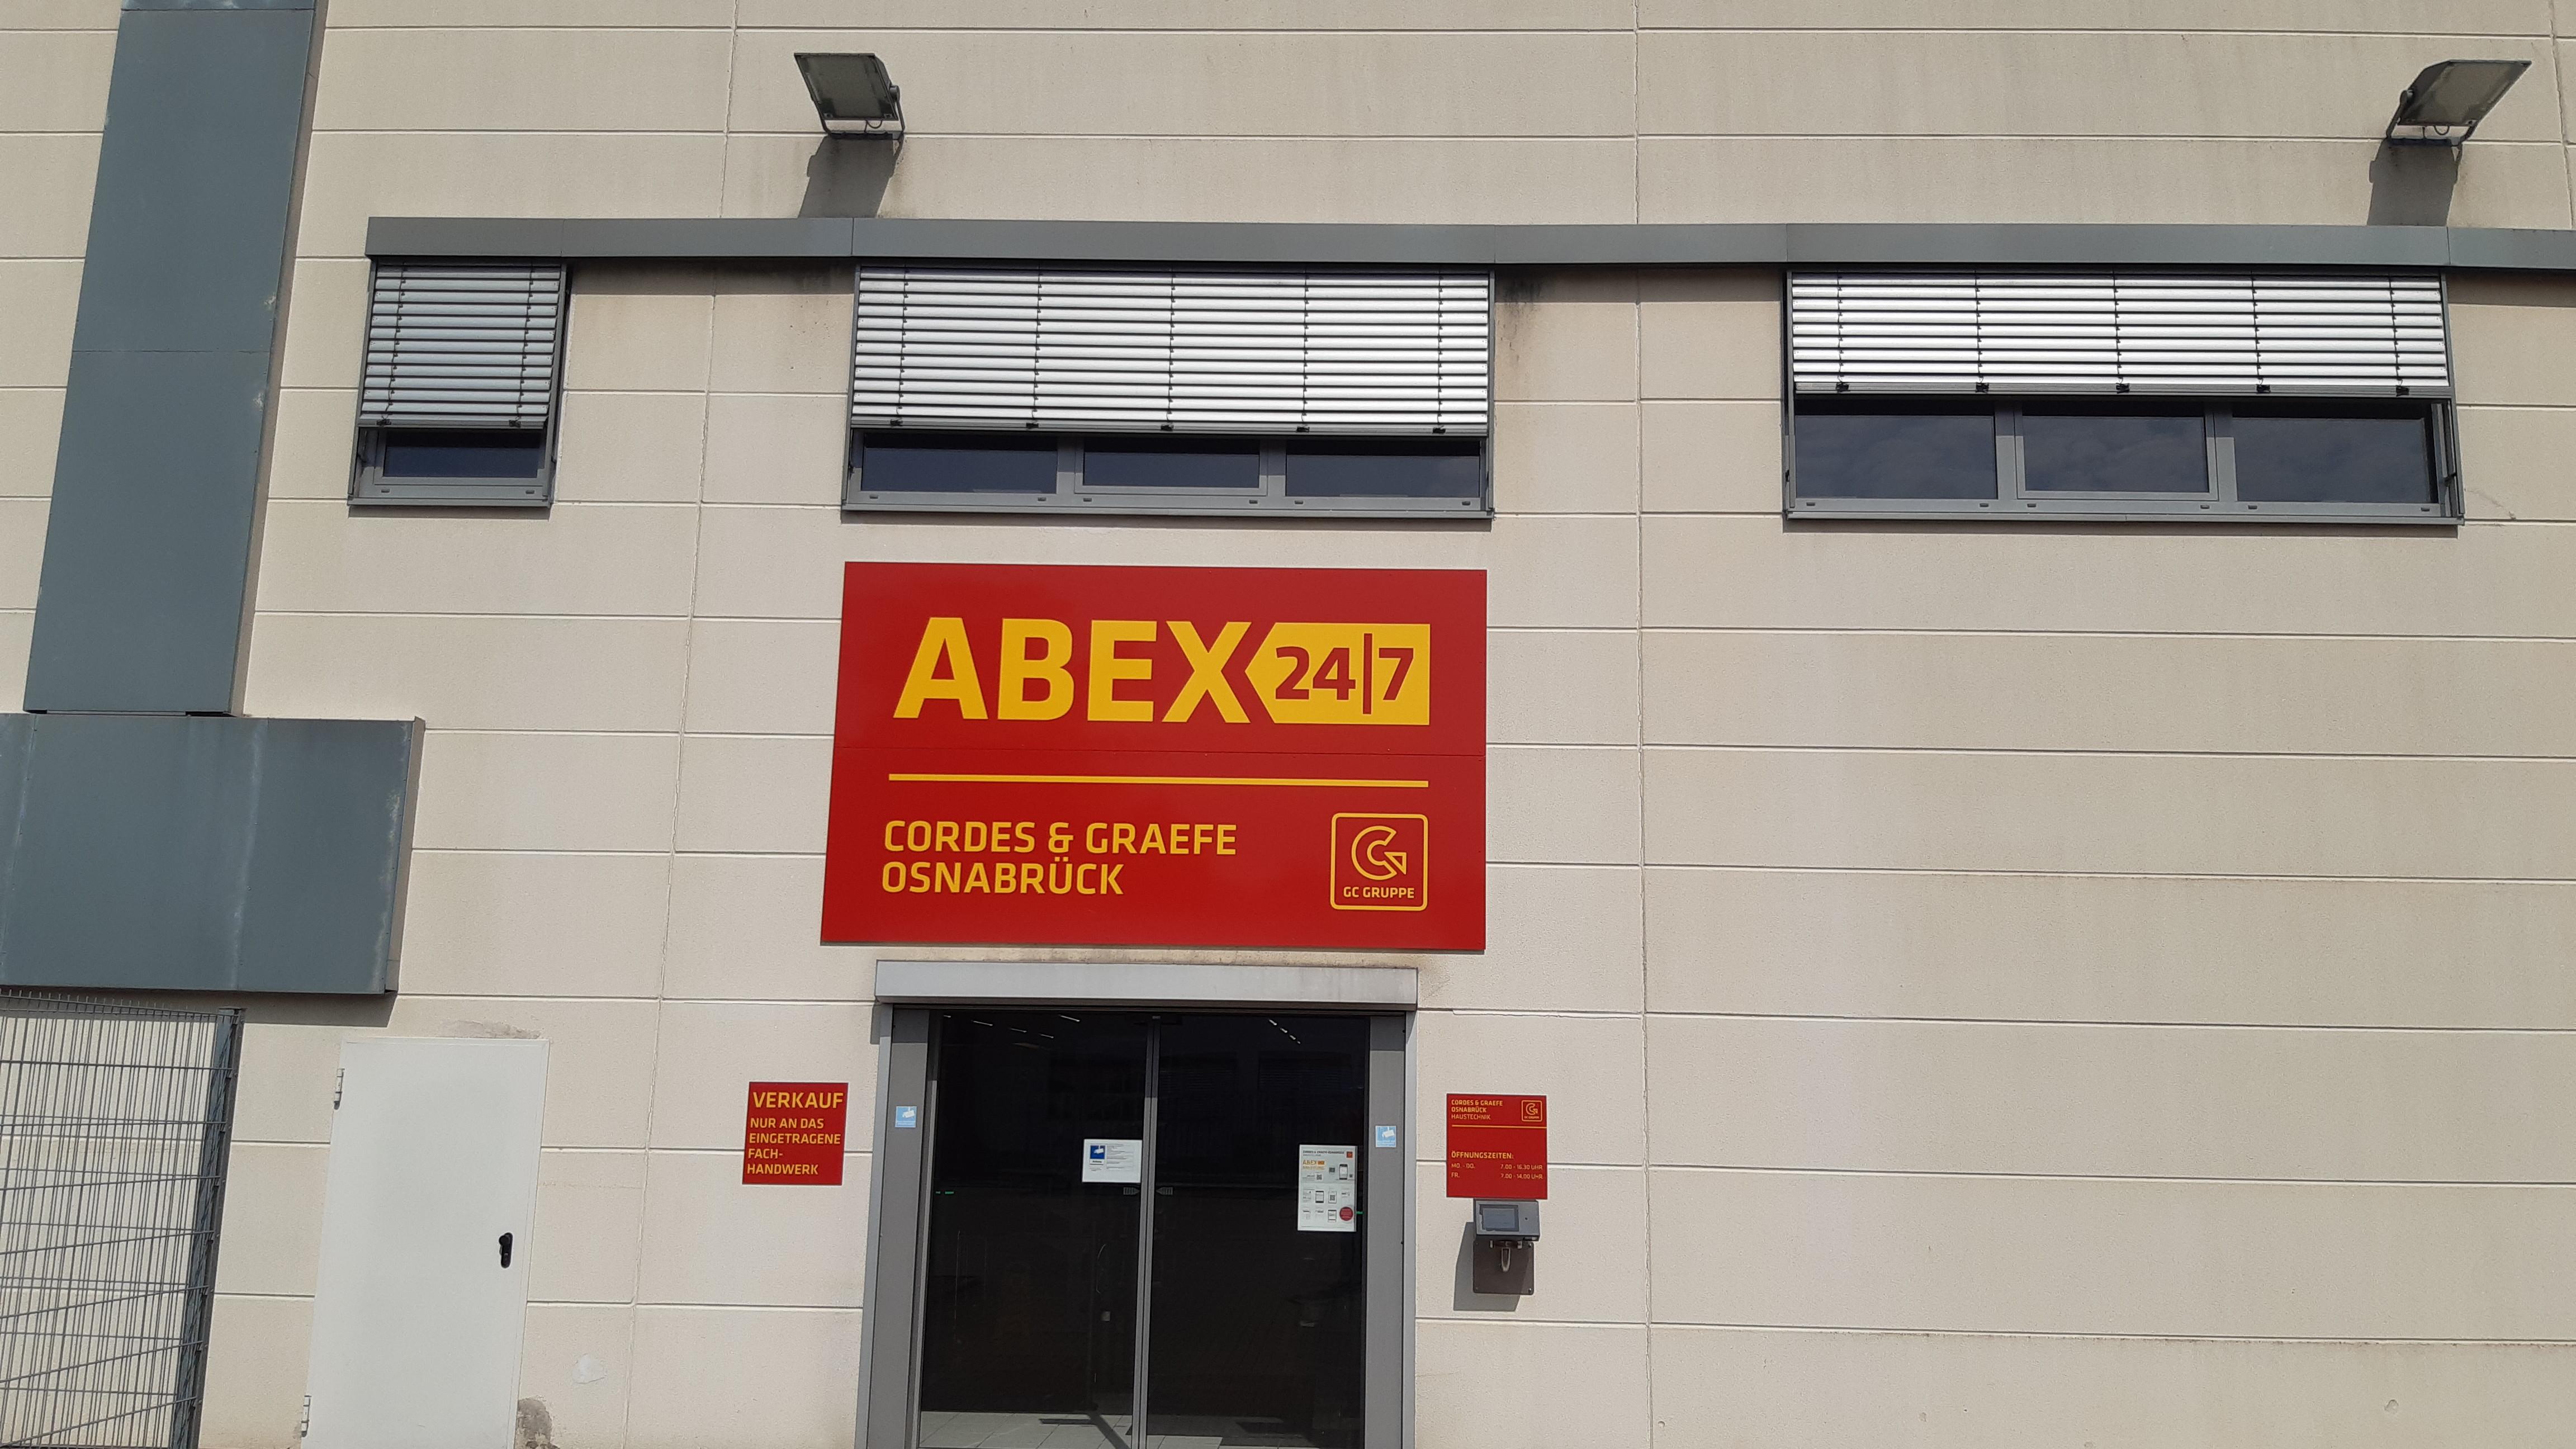 ABEX 24|7
CORDES & GRAEFE
OSNABRÜCK
GC GRUPPE
VERKAUF
NUR AN DAS
EINGETRAGENE
FACH-
HANDWERK
CORDES & GRAEFE
OSNABRÜCK
HAUSTECHNIK
ÖFFNUNGSZEITEN:
MO. - DO. 7.00 - 16.30 UHR
FR. 7.00 - 14.00 UHR